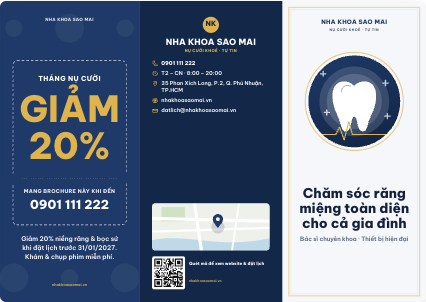 NHA KHOA SAO MAI
THÁNG NỤ CƯỜI
GIẢM
20%
MANG BROCHURE NÀY KHI ĐẾN
0901 111 222
Giảm 20% niềng răng & bọc sứ
khi đặt lịch trước 31/01/2027.
Khám & chụp phim miễn phí.
nhakhoasaomai.vn
NK
NHA KHOA SAO MAI
NỤ CƯỜI KHOẺ · TỰ TIN
0901 111 222
T2 – CN · 8:00 – 20:00
35 Phan Xích Long, P. 2, Q. Phú Nhuận,
TP.HCM
nhakhoasaomai.vn
datlich@nhakhoasaomai.vn
Quét mã để xem website & đặt lịch
nhakhoasaomai.vn
NHA KHOA SAO MAI
NỤ CƯỜI KHOẺ · TỰ TIN
Chăm sóc răng
miệng toàn diện
cho cả gia đình
Bác sĩ chuyên khoa · Thiết bị hiện đại